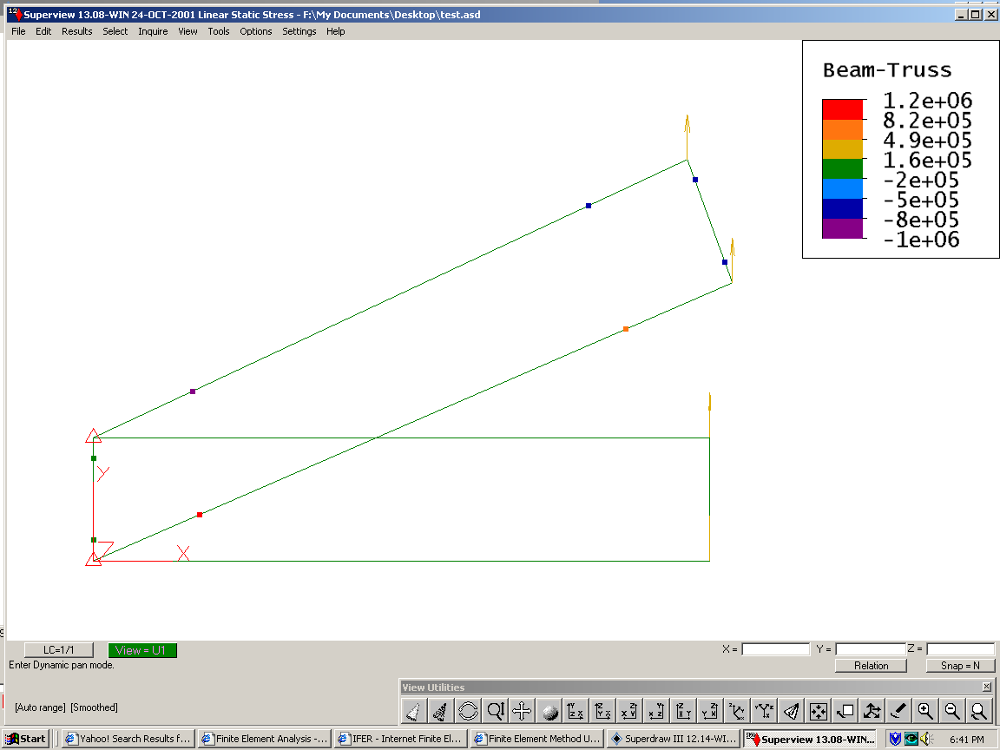 Superview 13.08-WIN 24-OCT-2001 Linear Static Stress - F:\My Documents\Desktop\test.asd
File Edit Results Select Inquire View Tools Options Settings Help
Beam-Truss
1.2e+06
8.2e+05
4.9e+05
1.6e+05
-2e+05
-5e+05
-8e+05
-1e+06
Y
Z
X
LC=1/1 View = U1 X = Y = Z =
Enter Dynamic pan mode. Relation Snap = N
View Utilities
[Auto range] [Smoothed]
Start Yahoo! Search Results f... Finite Element Analysis -... IFER - Internet Finite El... Finite Element Method U... Superdraw III 12.14-WI... Superview 13.08-WIN... 6:41 PM